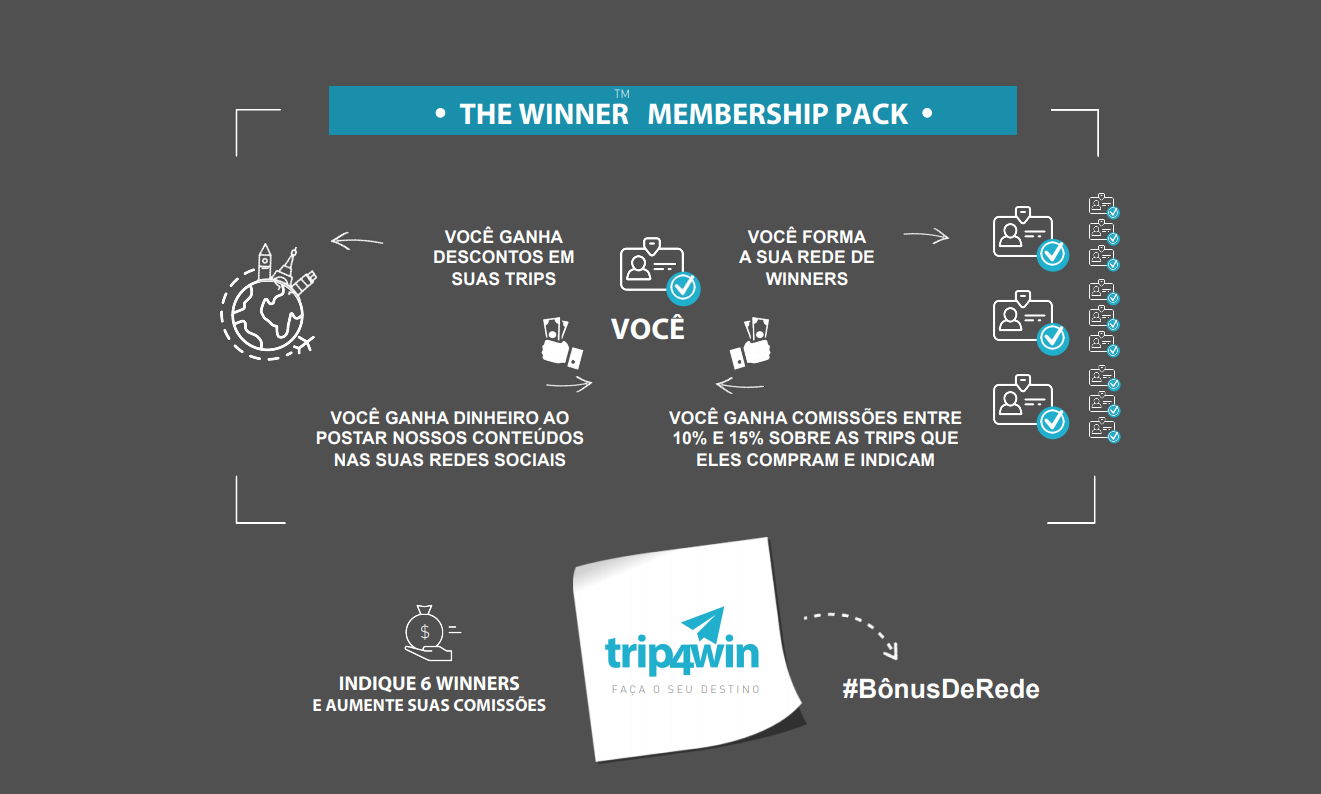 • THE WINNER™ MEMBERSHIP PACK •
VOCÊ GANHA
DESCONTOS EM
SUAS TRIPS
VOCÊ
VOCÊ FORMA
A SUA REDE DE
WINNERS
VOCÊ GANHA DINHEIRO AO
POSTAR NOSSOS CONTEÚDOS
NAS SUAS REDES SOCIAIS
VOCÊ GANHA COMISSÕES ENTRE
10% E 15% SOBRE AS TRIPS QUE
ELES COMPRAM E INDICAM
$
INDIQUE 6 WINNERS
E AUMENTE SUAS COMISSÕES
trip4win
FAÇA O SEU DESTINO
#BônusDeRede